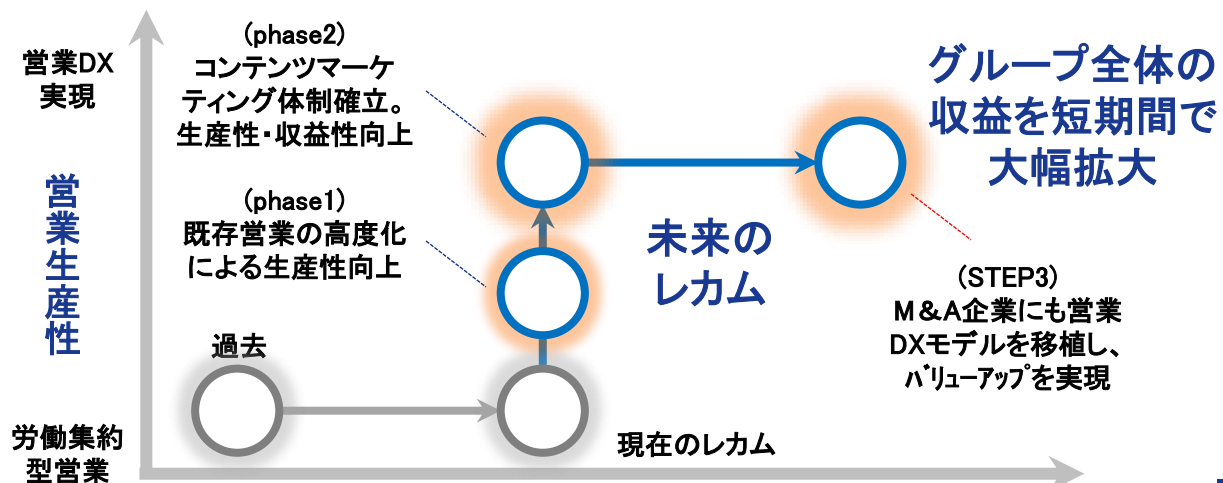 営業DX
実現
営業生産性
労働集約
型営業
(phase2)
コンテンツマーケ
ティング体制確立。
生産性・収益性向上
(phase1)
既存営業の高度化
による生産性向上
過去
現在のレカム
未来の
レカム
グループ全体の
収益を短期間で
大幅拡大
(STEP3)
M&A企業にも営業
DXモデルを移植し、
バリューアップを実現